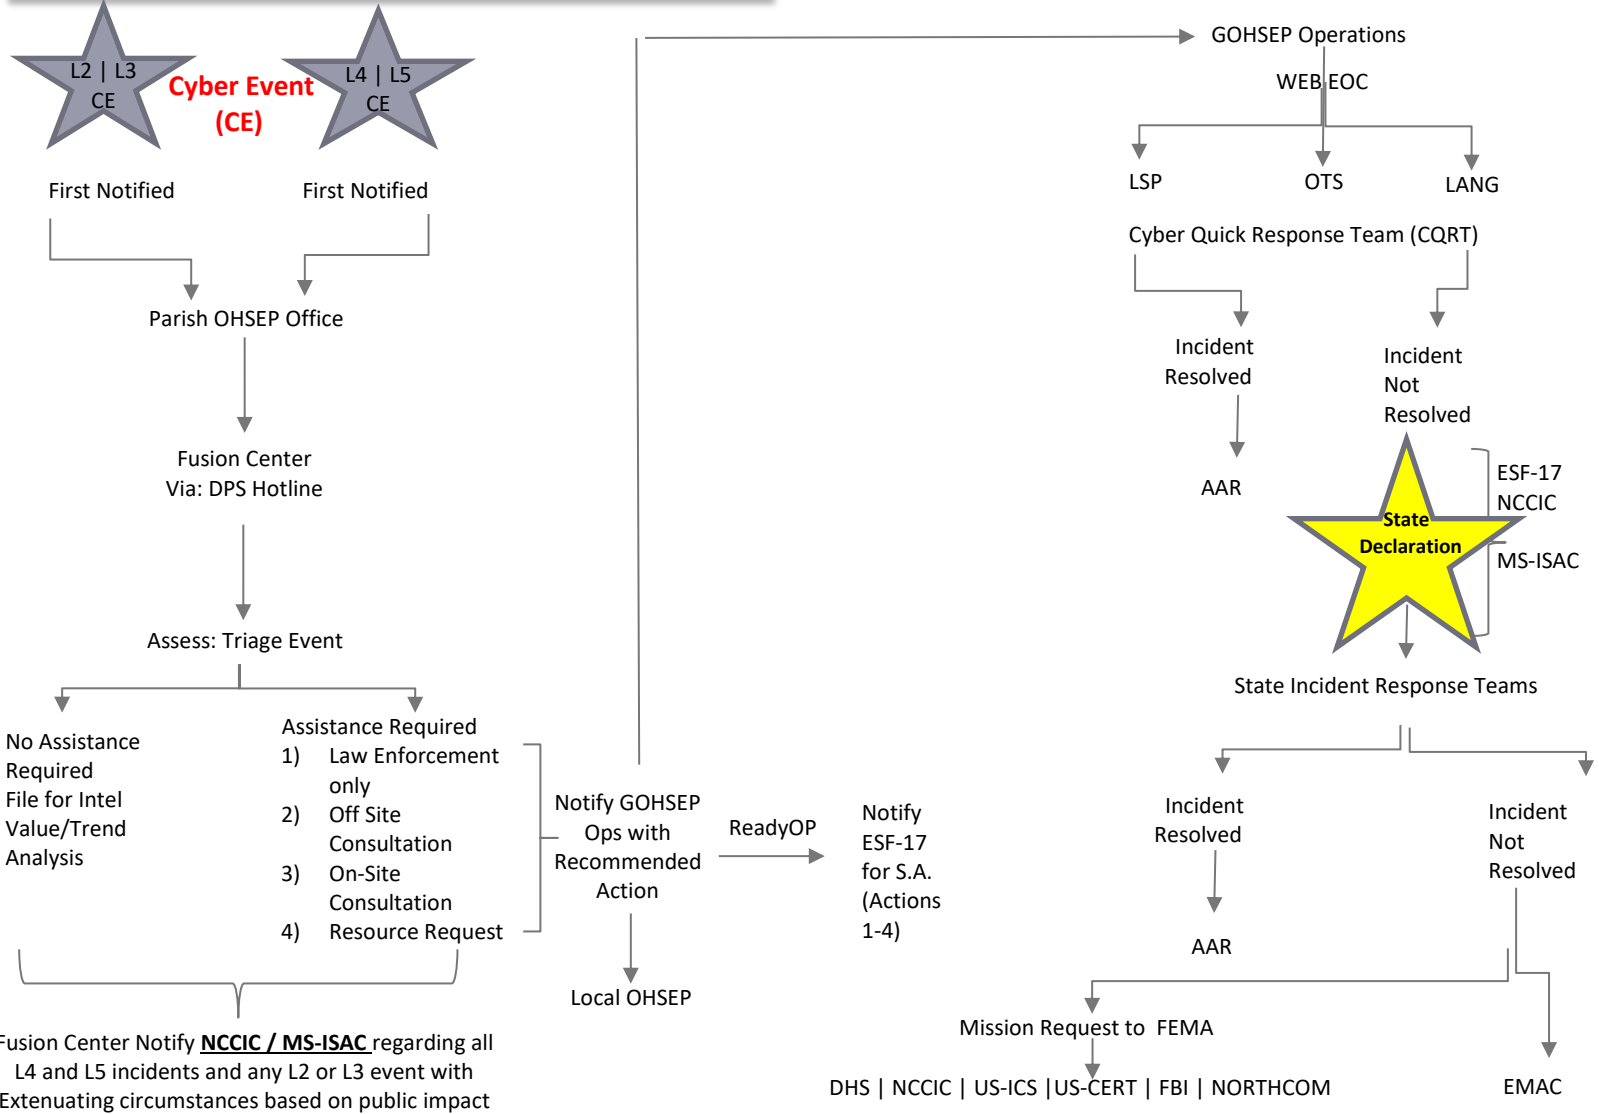 L2 | L3
CE
Cyber Event
(CE)
L4 | L5
CE
First Notified
First Notified
Parish OHSEP Office
Fusion Center
Via: DPS Hotline
Assess: Triage Event
No Assistance
Required
File for Intel
Value/Trend
Analysis
Assistance Required
1) Law Enforcement
only
2) Off Site
Consultation
3) On-Site
Consultation
4) Resource Request
Fusion Center Notify NCCIC / MS-ISAC regarding all
L4 and L5 incidents and any L2 or L3 event with
Extenuating circumstances based on public impact
Notify GOHSEP
Ops with
Recommended
Action
Local OHSEP
ReadyOP
Notify
ESF-17
for S.A.
(Actions
1-4)
GOHSEP Operations
WEB EOC
LSP
OTS
LANG
Cyber Quick Response Team (CQRT)
Incident
Resolved
AAR
Incident
Not
Resolved
State
Declaration
ESF-17
NCCIC
MS-ISAC
State Incident Response Teams
Incident
Resolved
AAR
Incident
Not
Resolved
Mission Request to FEMA
DHS | NCCIC | US-ICS |US-CERT | FBI | NORTHCOM
EMAC